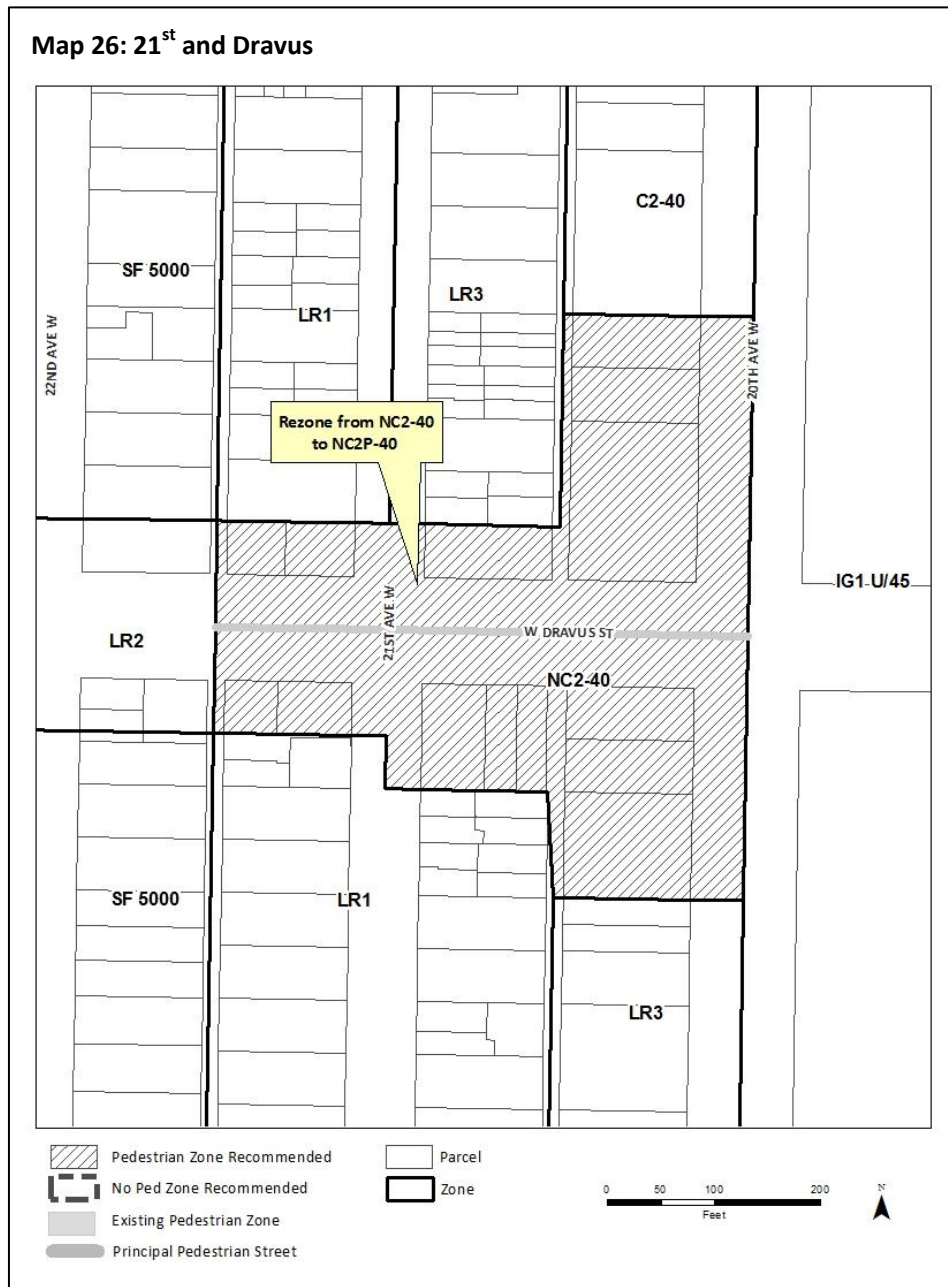 Map 26: 21st and Dravus
C2-40
SF 5000
LR3
LR1
22ND AVE W
20TH AVE W
Rezone from NC2-40
to NC2P-40
IG1 U/45
21ST AVE W
W DRAVUS ST
LR2
NC2-40
SF 5000
LR1
LR3
Pedestrian Zone Recommended
Parcel
No Ped Zone Recommended
Zone
0 50 100 200
Feet
N
Existing Pedestrian Zone
Principal Pedestrian Street